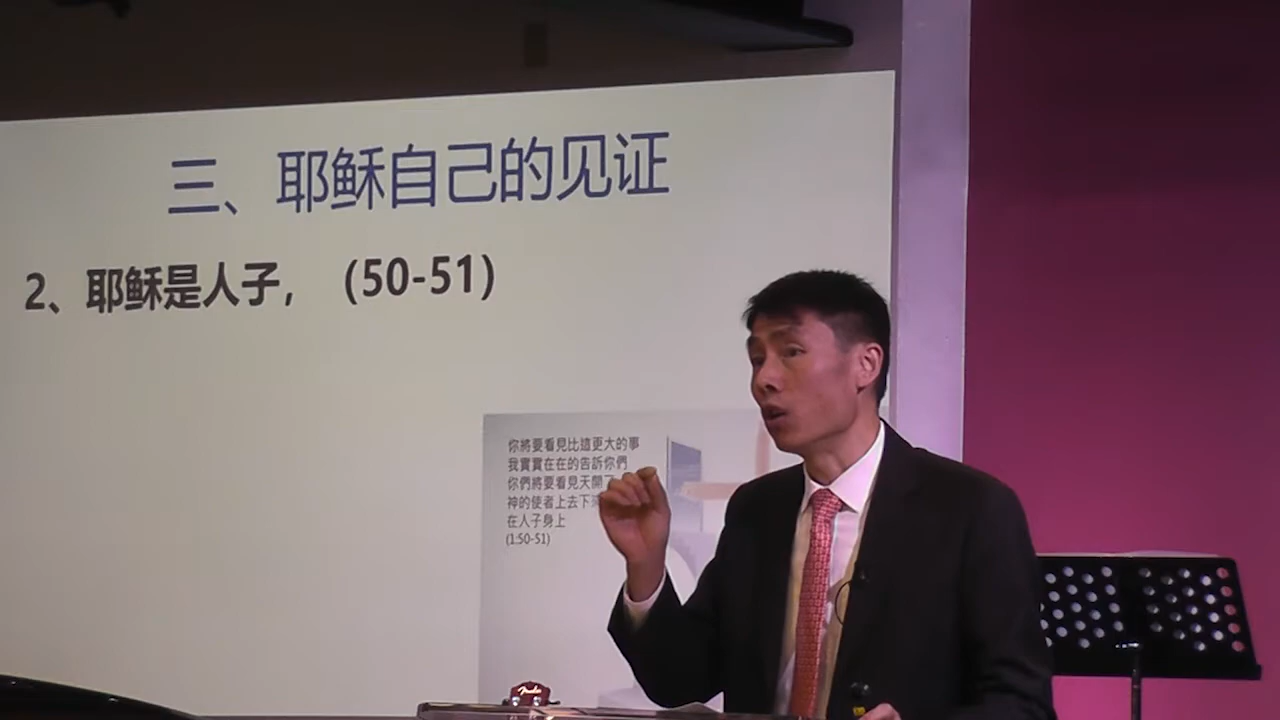 三、耶稣自己的见证
2、耶稣是人子，（50-51）
你將要看見比這更大的事
我實實在在的告訴你們
你們將要看見天開了
神的使者上去下
在人子身上
(1:50-51)
Fender